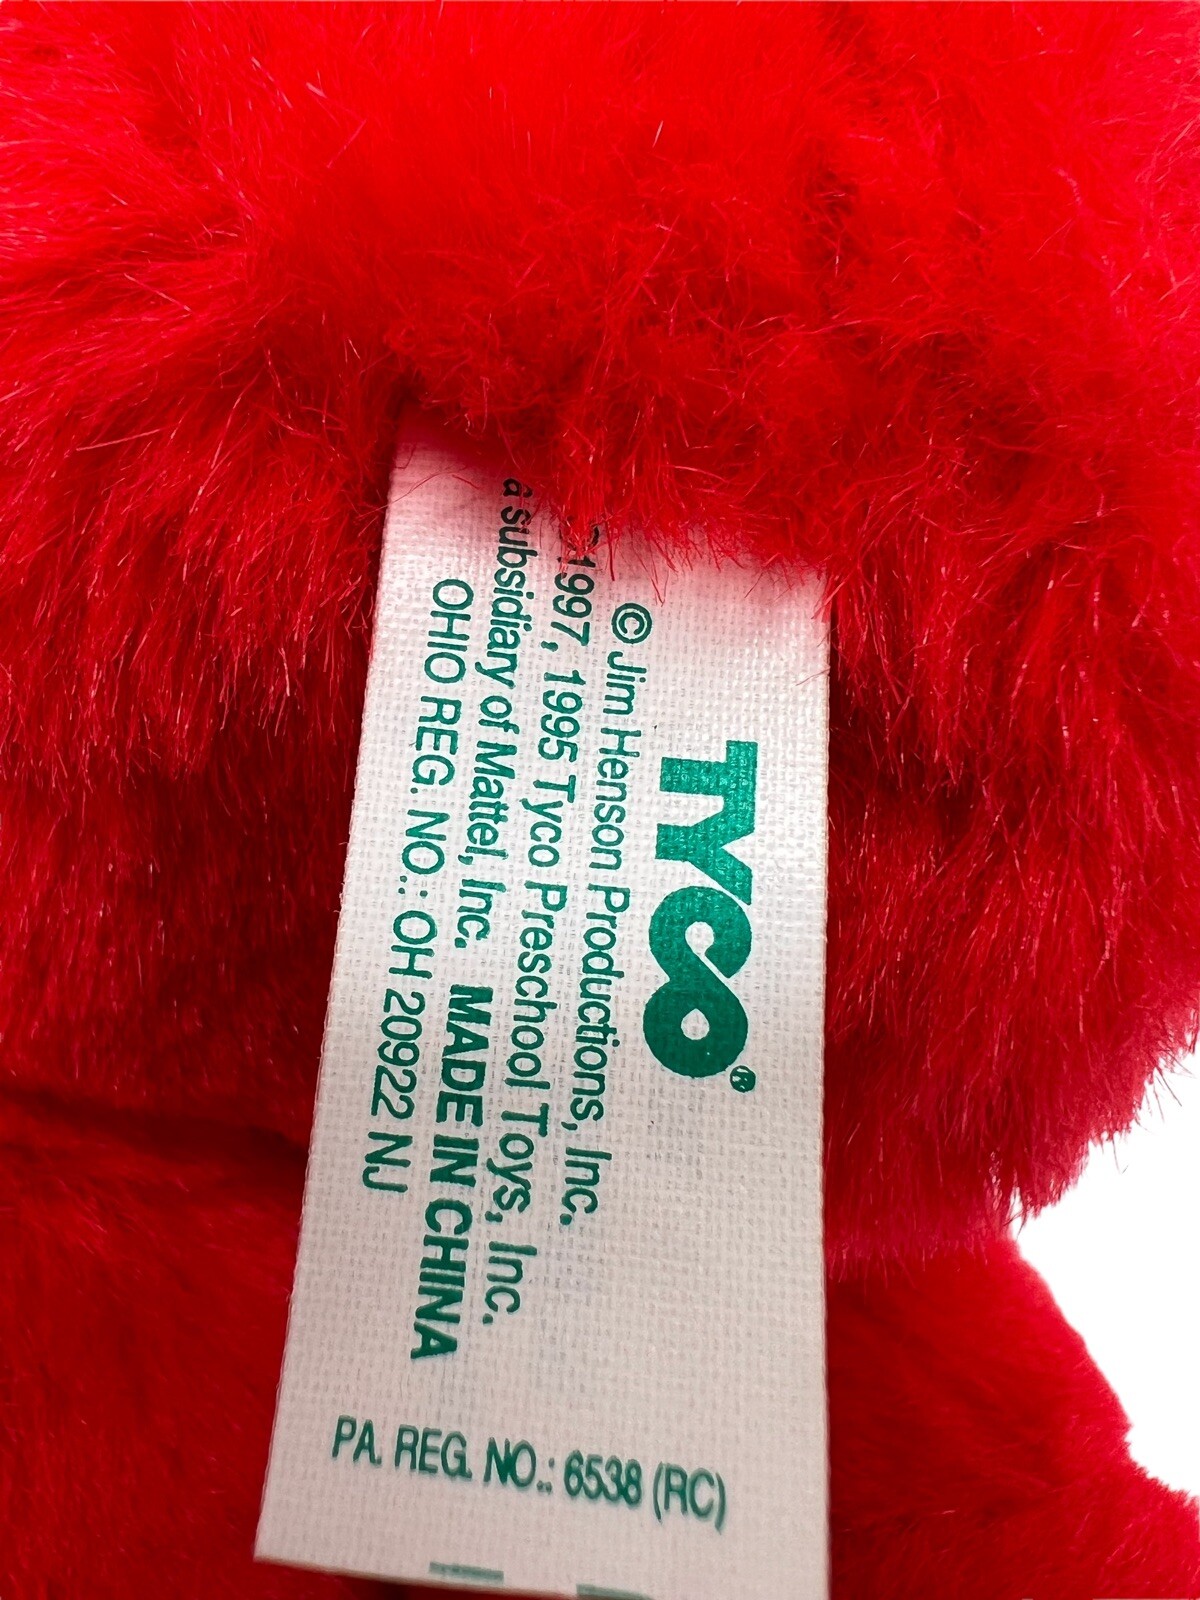 TYCO®
© Jim Henson Productions, Inc.
1997, 1995 Tyco Preschool Toys, Inc.
a subsidiary of Mattel, Inc. MADE IN CHINA
OHIO REG. NO.: OH 20922 NJ
PA. REG. NO.: 6538 (RC)